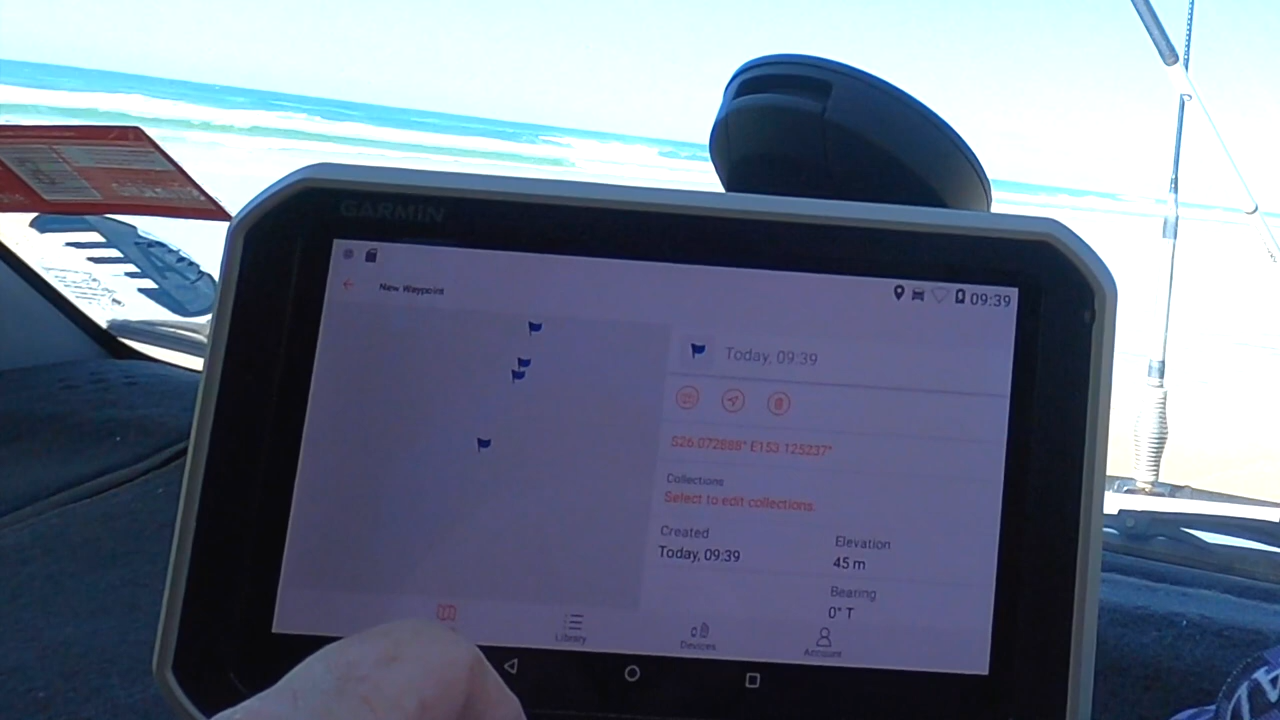 GARMIN
09:39
New Waypoint
Today, 09:39
S26.072888° E153.125237°
Collections
Select to edit collections.
Created
Elevation
Today, 09:39
45 m
Bearing
0° T
Library
Devices
Account